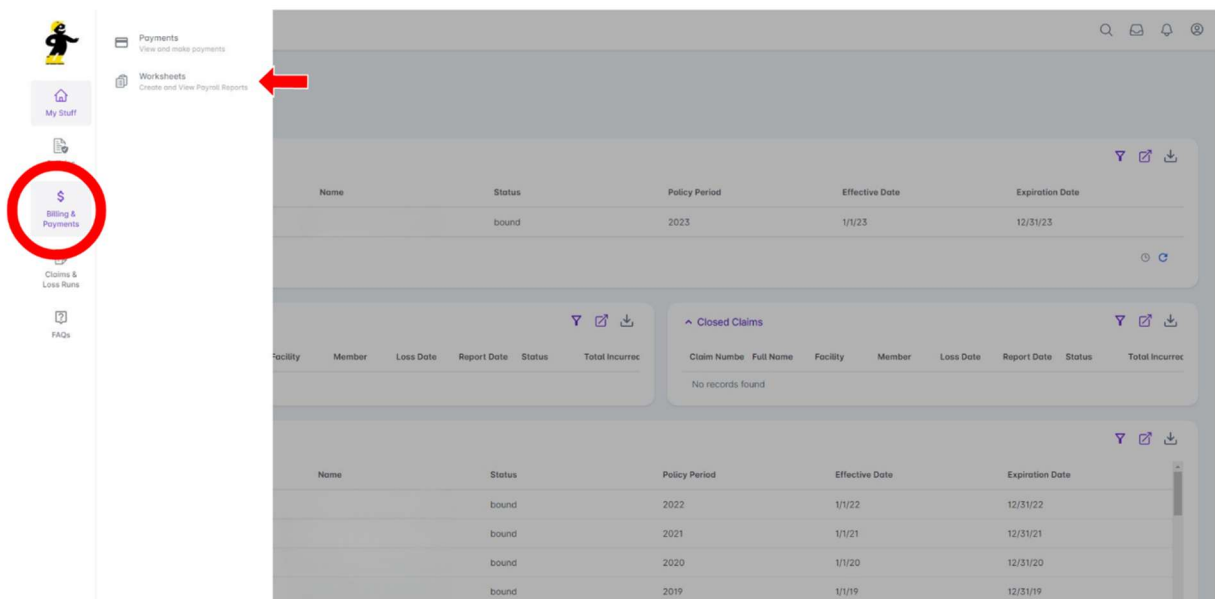 Payments
View and make payments
Worksheets
Create and View Payroll Reports
My Stuff
$
Billing &
Payments
Claims &
Loss Runs
?
FAQs
Name Status Policy Period Effective Date Expiration Date
bound 2023 1/1/23 12/31/23
Closed Claims
Facility Member Loss Date Report Date Status Total Incurrec
Claim Numbe Full Name Facility Member Loss Date Report Date Status Total Incurrec
No records found
Name Status Policy Period Effective Date Expiration Date
bound 2022 1/1/22 12/31/22
bound 2021 1/1/21 12/31/21
bound 2020 1/1/20 12/31/20
bound 2019 1/1/19 12/31/19